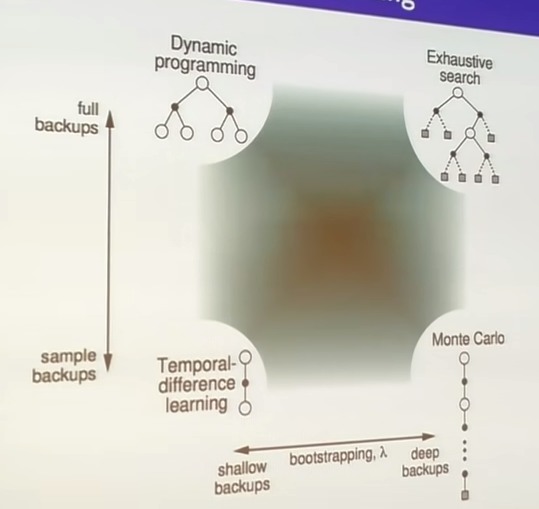 Dynamic
programming
Exhaustive
search
full
backups
sample
backups
Temporal-
difference
learning
Monte Carlo
bootstrapping, λ
shallow
backups
deep
backups